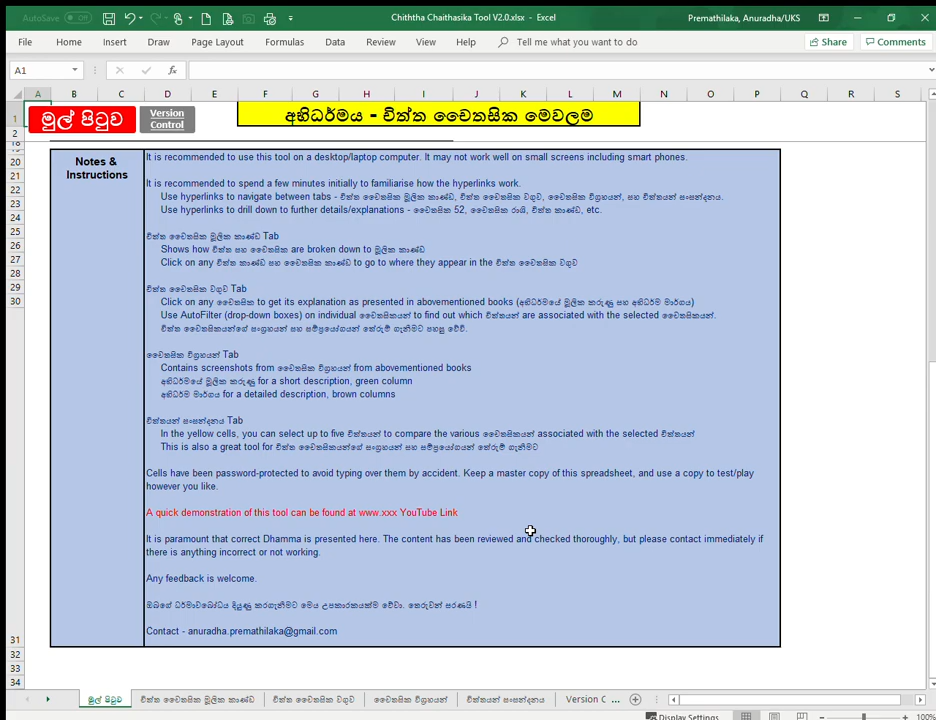 AutoSave Off
Chiththa Chaithasika Tool V2.0.xlsx - Excel
Premathilaka, Anuradha/UKS
File Home Insert Draw Page Layout Formulas Data Review View Help Tell me what you want to do Share Comments
A1 fx
A B C D E F G H I J K L M N O P Q R S
මුල් පිටුව
Version Control
අභිධර්මය - චිත්ත චෛතසික මෙවලම
Notes & Instructions
It is recommended to use this tool on a desktop/laptop computer. It may not work well on small screens including smart phones.
It is recommended to spend a few minutes initially to familiarise how the hyperlinks work.
Use hyperlinks to navigate between tabs - චිත්ත චෛතසික මූලික කාණ්ඩ, චිත්ත චෛතසික වගුව, චෛතසික විග්‍රහයන්, සහ චිත්තයන් සංසන්දනය.
Use hyperlinks to drill down to further details/explanations - චෛතසික 52, චෛතසික රාශි, චිත්ත කාණ්ඩ, etc.
චිත්ත චෛතසික මූලික කාණ්ඩ Tab
Shows how චිත්ත සහ චෛතසික are broken down to මූලික කාණ්ඩ
Click on any චිත්ත කාණ්ඩ සහ චෛතසික කාණ්ඩ to go to where they appear in the චිත්ත චෛතසික වගුව
චිත්ත චෛතසික වගුව Tab
Click on any චෛතසික to get its explanation as presented in abovementioned books (අභිධර්මයේ මූලික කරුණු සහ අභිධර්ම මාර්ගය)
Use AutoFilter (drop-down boxes) on individual චෛතසිකයන් to find out which චිත්තයන් are associated with the selected චෛතසිකයන්.
චිත්ත චෛතසිකයන්ගේ සංග්‍රහයන් සහ සම්ප්‍රයෝගයන් තේරුම් ගැනීමට පහසු වේවි.
චෛතසික විග්‍රහයන් Tab
Contains screenshots from චෛතසික විග්‍රහයන් from abovementioned books
අභිධර්මයේ මූලික කරුණු for a short description, green column
අභිධර්ම මාර්ගය for a detailed description, brown columns
චිත්තයන් සංසන්දනය Tab
In the yellow cells, you can select up to five චිත්තයන් to compare the various චෛතසිකයන් associated with the selected චිත්තයන්
This is also a great tool for චිත්ත චෛතසිකයන්ගේ සංග්‍රහයන් සහ සම්ප්‍රයෝගයන් තේරුම් ගැනීමට
Cells have been password-protected to avoid typing over them by accident. Keep a master copy of this spreadsheet, and use a copy to test/play
however you like.
A quick demonstration of this tool can be found at www.xxx YouTube Link
It is paramount that correct Dhamma is presented here. The content has been reviewed and checked thoroughly, but please contact immediately if
there is anything incorrect or not working.
Any feedback is welcome.
ඔබගේ ධර්මාවබෝධය දියුණු කරගැනීමට මෙය උපකාරකයක්ම වේවා. තෙරුවන් සරණයි !
Contact - anuradha.premathilaka@gmail.com
මුල් පිටුව චිත්ත චෛතසික මූලික කාණ්ඩ චිත්ත චෛතසික වගුව චෛතසික විග්‍රහයන් චිත්තයන් සංසන්දනය Version C ...
Display Settings 100%